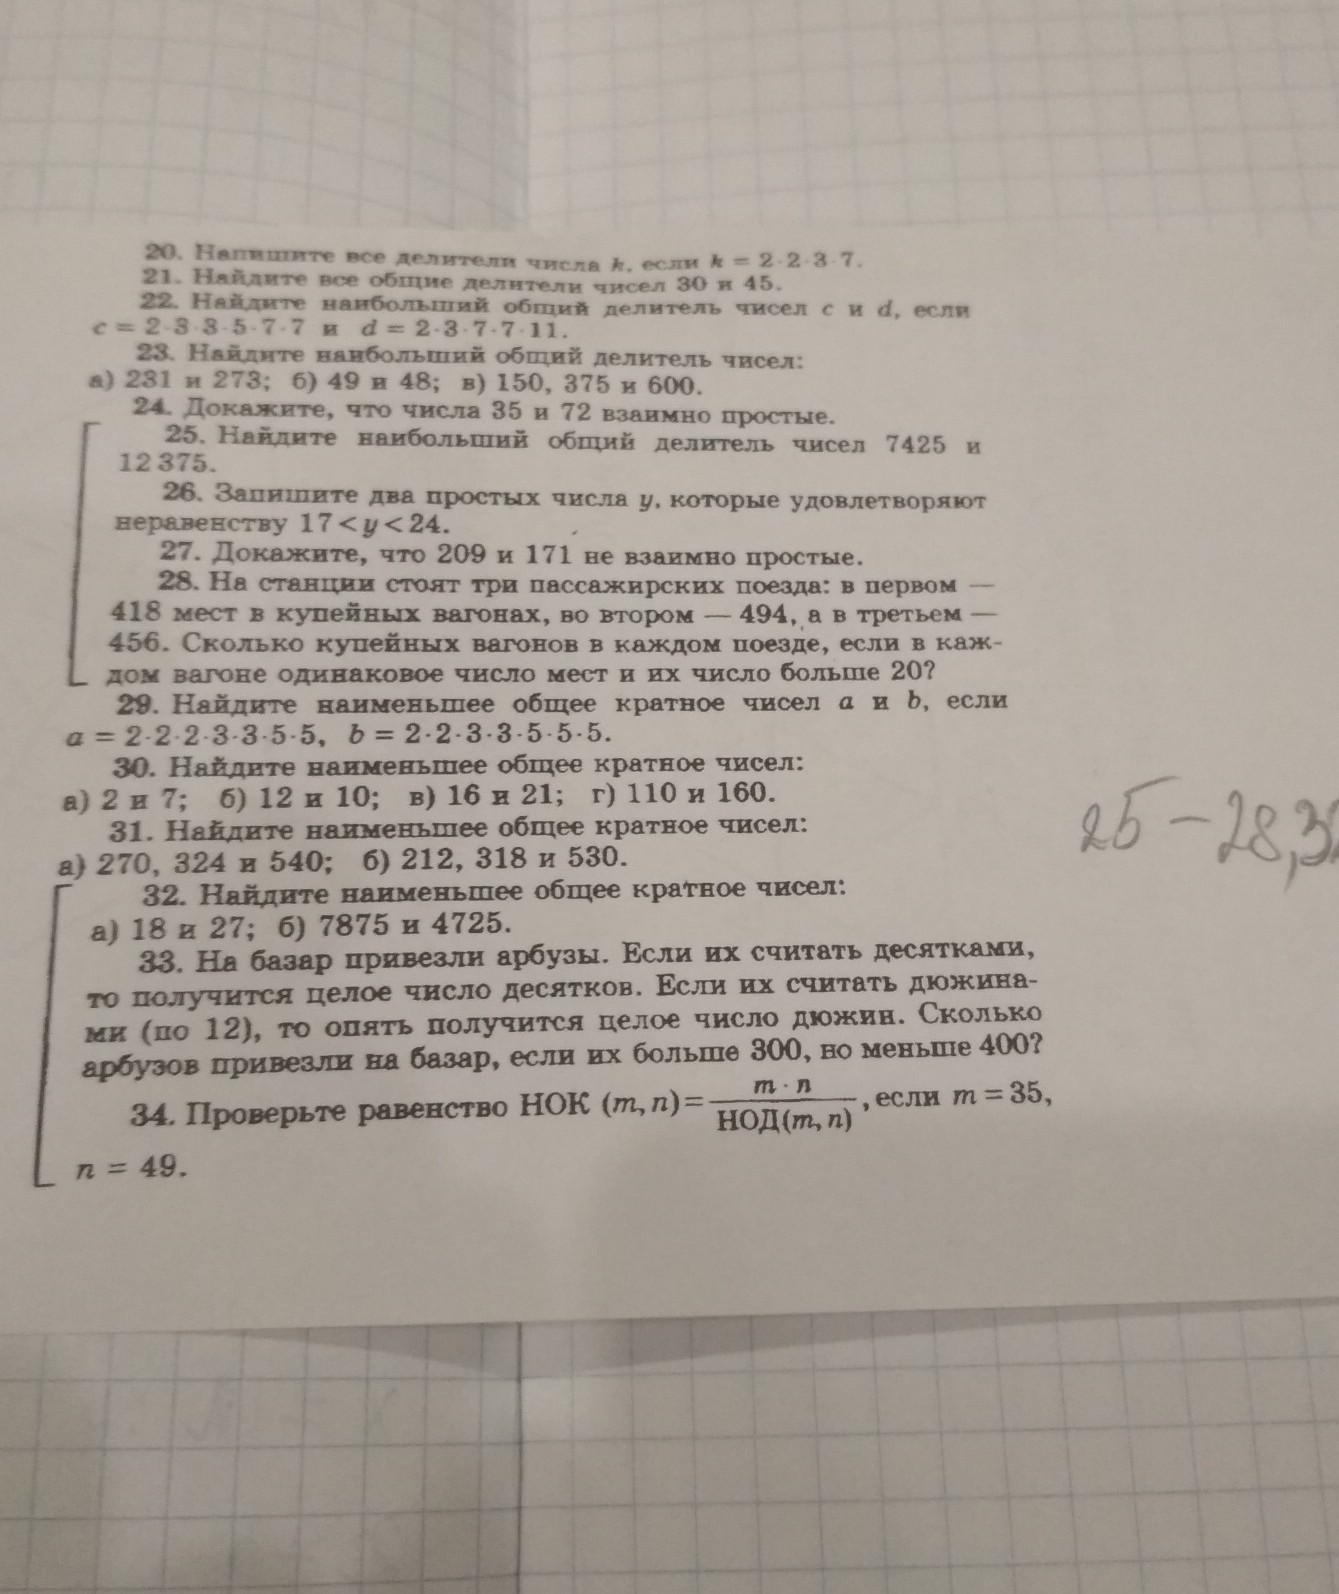 20. Напишите все делители числа k, если k = 2·2·3·7.
21. Найдите все общие делители чисел 30 и 45.
22. Найдите наибольший общий делитель чисел c и d, если
c = 2·3·3·5·7·7 и d = 2·3·7·7·11.
23. Найдите наибольший общий делитель чисел:
а) 231 и 273; б) 49 и 48; в) 150, 375 и 600.
24. Докажите, что числа 35 и 72 взаимно простые.
25. Найдите наибольший общий делитель чисел 7425 и
12 375.
26. Запишите два простых числа y, которые удовлетворяют
неравенству 17 < y < 24.
27. Докажите, что 209 и 171 не взаимно простые.
28. На станции стоят три пассажирских поезда: в первом —
418 мест в купейных вагонах, во втором — 494, а в третьем —
456. Сколько купейных вагонов в каждом поезде, если в каж-
дом вагоне одинаковое число мест и их число больше 20?
29. Найдите наименьшее общее кратное чисел a и b, если
a = 2·2·2·3·3·5·5, b = 2·2·3·3·5·5·5.
30. Найдите наименьшее общее кратное чисел:
а) 2 и 7; б) 12 и 10; в) 16 и 21; г) 110 и 160.
31. Найдите наименьшее общее кратное чисел:
а) 270, 324 и 540; б) 212, 318 и 530.
32. Найдите наименьшее общее кратное чисел:
а) 18 и 27; б) 7875 и 4725.
33. На базар привезли арбузы. Если их считать десятками,
то получится целое число десятков. Если их считать дюжина-
ми (по 12), то опять получится целое число дюжин. Сколько
арбузов привезли на базар, если их больше 300, но меньше 400?
34. Проверьте равенство НОК (m, n) = m · n / НОД(m, n), если m = 35,
n = 49.
25 – 28,